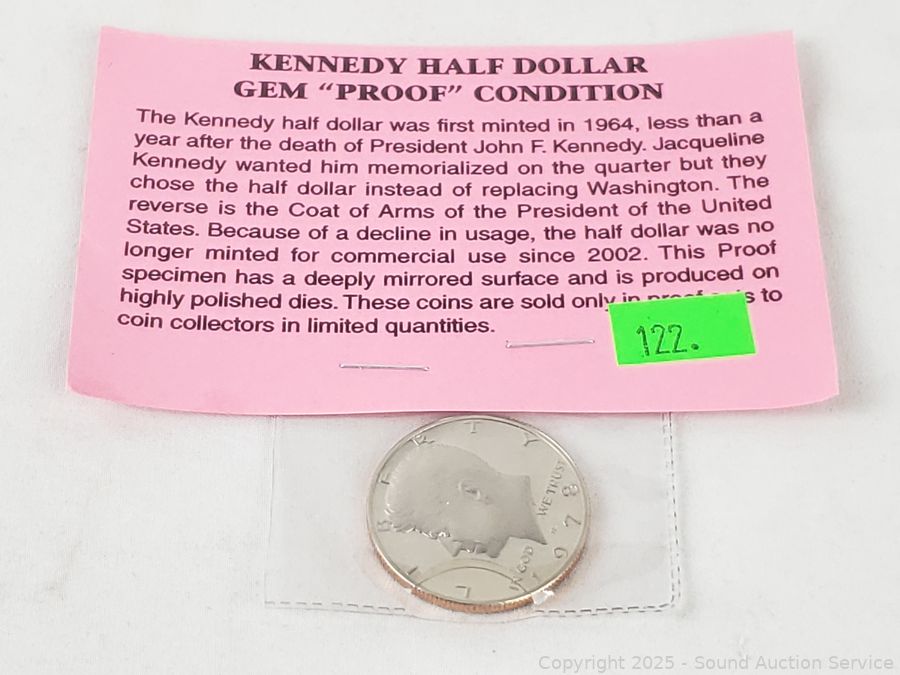 KENNEDY HALF DOLLAR
GEM “PROOF” CONDITION
The Kennedy half dollar was first minted in 1964, less than a
year after the death of President John F. Kennedy. Jacqueline
Kennedy wanted him memorialized on the quarter but they
chose the half dollar instead of replacing Washington. The
reverse is the Coat of Arms of the President of the United
States. Because of a decline in usage, the half dollar was no
longer minted for commercial use since 2002. This Proof
specimen has a deeply mirrored surface and is produced on
highly polished dies. These coins are sold only in to
coin collectors in limited quantities.
122.
LIBERTY
IN GOD WE TRUST
1978
Copyright 2025 - Sound Auction Service